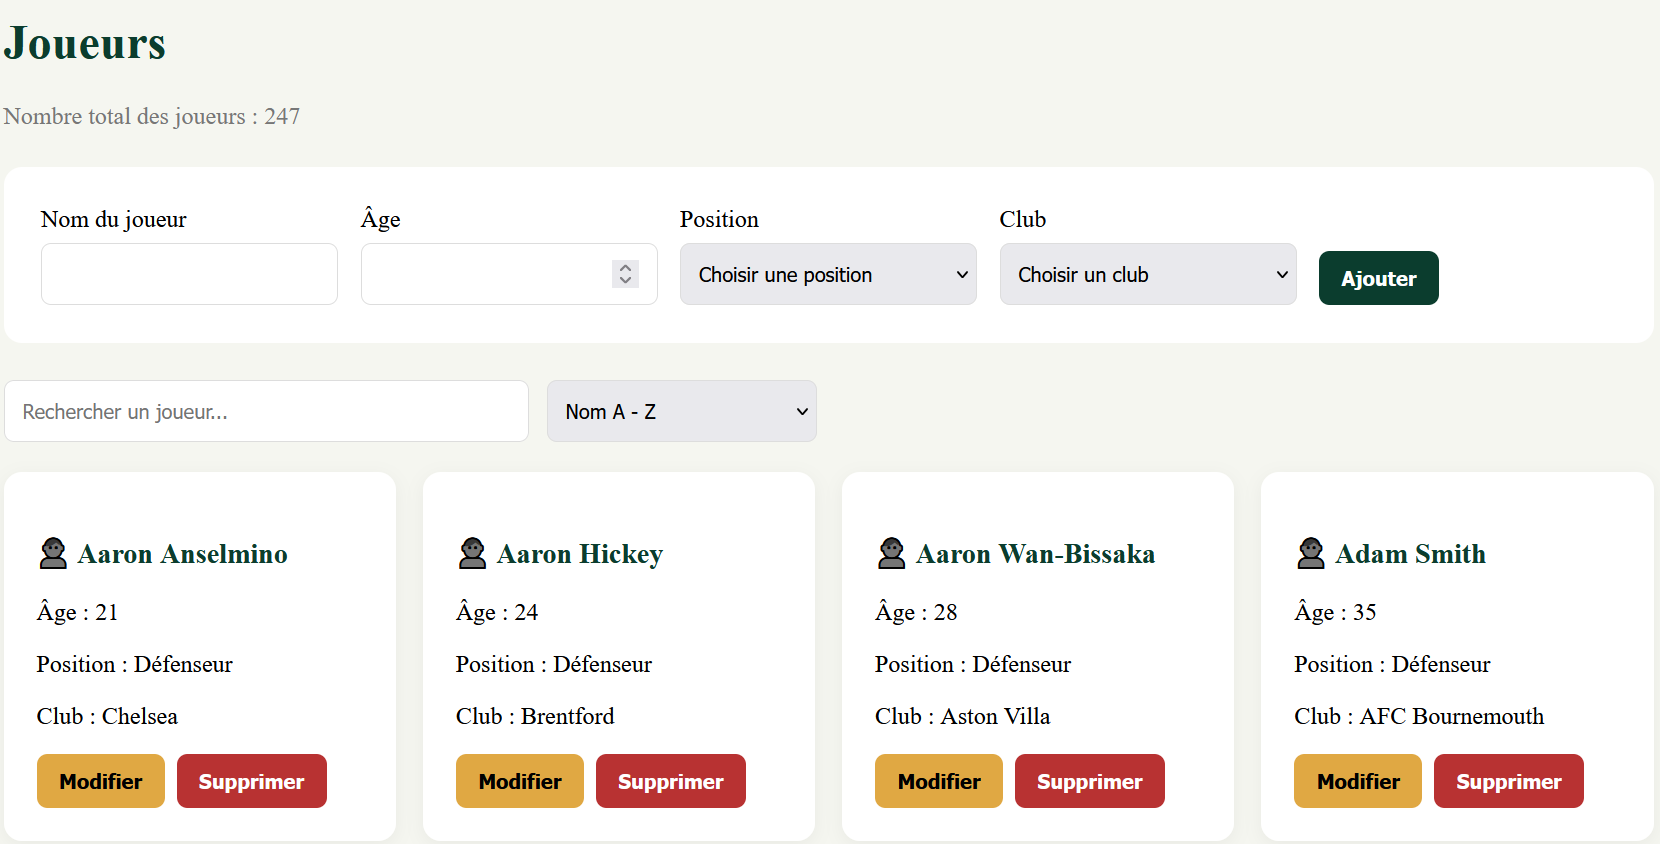 Joueurs
Nombre total des joueurs : 247
Nom du joueur Âge Position Club
Choisir une position Choisir un club Ajouter
Rechercher un joueur... Nom A - Z
Aaron Anselmino
Âge : 21
Position : Défenseur
Club : Chelsea
Modifier Supprimer
Aaron Hickey
Âge : 24
Position : Défenseur
Club : Brentford
Modifier Supprimer
Aaron Wan-Bissaka
Âge : 28
Position : Défenseur
Club : Aston Villa
Modifier Supprimer
Adam Smith
Âge : 35
Position : Défenseur
Club : AFC Bournemouth
Modifier Supprimer